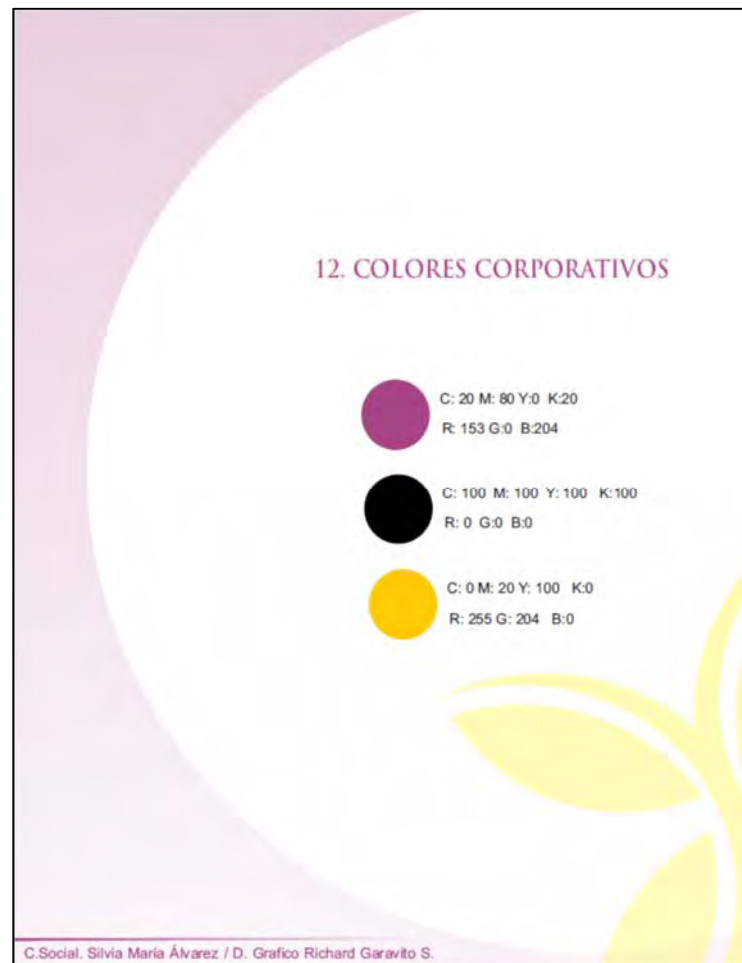 12. COLORES CORPORATIVOS
C: 20 M: 80 Y:0 K:20
R: 153 G:0 B:204
C: 100 M: 100 Y: 100 K:100
R: 0 G:0 B:0
C: 0 M: 20 Y: 100 K:0
R: 255 G: 204 B:0
C.Social. Silvia María Álvarez / D. Grafico Richard Garavito S.